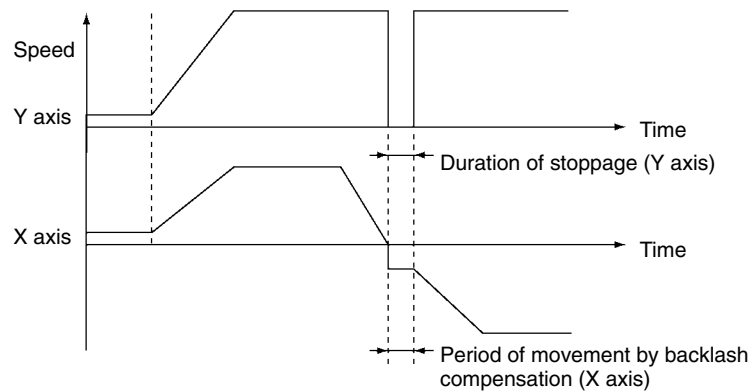 Speed
Y axis
Time
Duration of stoppage (Y axis)
X axis
Time
Period of movement by backlash
compensation (X axis)